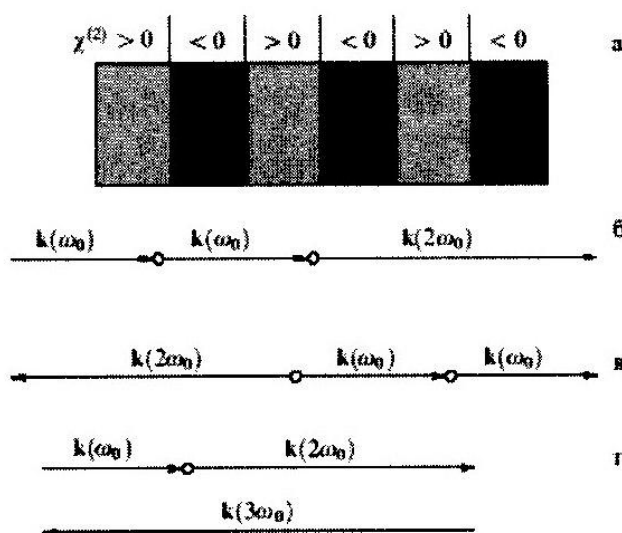 χ⁽²⁾ > 0 < 0 > 0 < 0 > 0 < 0 а
б
k(ω₀) k(ω₀) k(2ω₀)
k(2ω₀) k(ω₀) k(ω₀) в
k(ω₀) k(2ω₀) г
k(3ω₀)